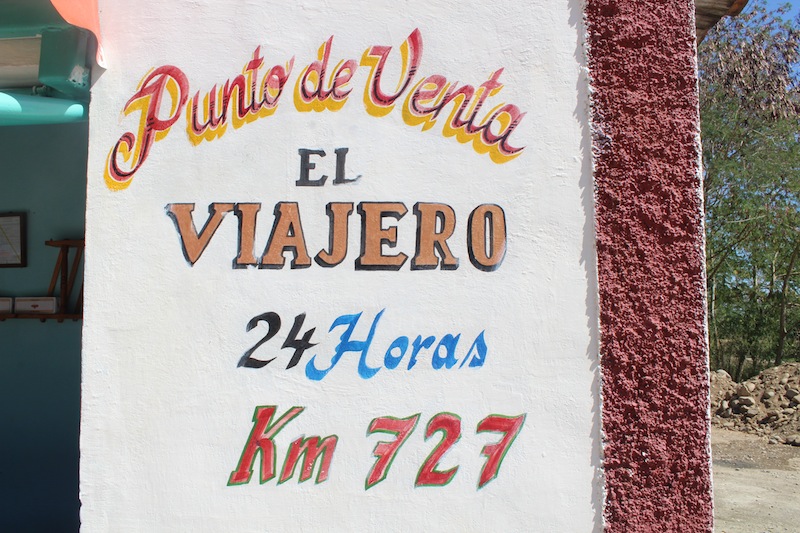 Punto de Venta
EL
VIAJERO
24 Horas
Km 727